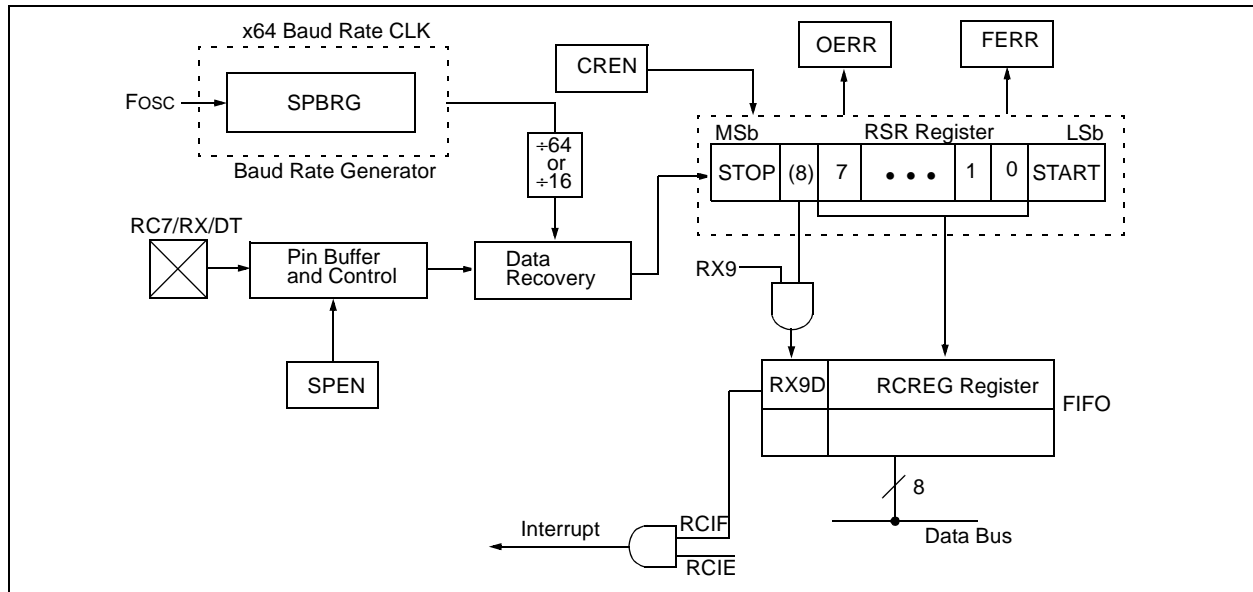 x64 Baud Rate CLK
FOSC
SPBRG
Baud Rate Generator
CREN
OERR
FERR
÷64
or
÷16
MSb
RSR Register
LSb
STOP
(8)
7
• • •
1
0
START
RC7/RX/DT
Pin Buffer
and Control
Data
Recovery
RX9
SPEN
RX9D
RCREG Register
FIFO
8
Data Bus
Interrupt
RCIF
RCIE